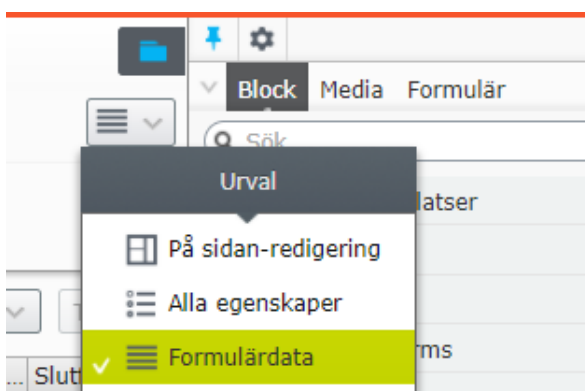 Block Media Formulär
Sök
Urval
latser
På sidan-redigering
Alla egenskaper
Formulärdata
rms
... Slut